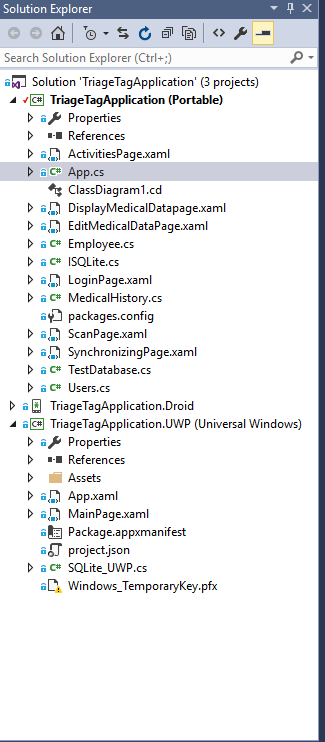 Solution Explorer
Search Solution Explorer (Ctrl+;)
Solution 'TriageTagApplication' (3 projects)
C# TriageTagApplication (Portable)
Properties
References
ActivitiesPage.xaml
C# App.cs
ClassDiagram1.cd
DisplayMedicalDatapage.xaml
EditMedicalDataPage.xaml
C# Employee.cs
C# ISQLite.cs
LoginPage.xaml
C# MedicalHistory.cs
packages.config
ScanPage.xaml
SynchronizingPage.xaml
C# TestDatabase.cs
C# Users.cs
TriageTagApplication.Droid
C# TriageTagApplication.UWP (Universal Windows)
Properties
References
Assets
App.xaml
MainPage.xaml
Package.appxmanifest
project.json
C# SQLite_UWP.cs
Windows_TemporaryKey.pfx